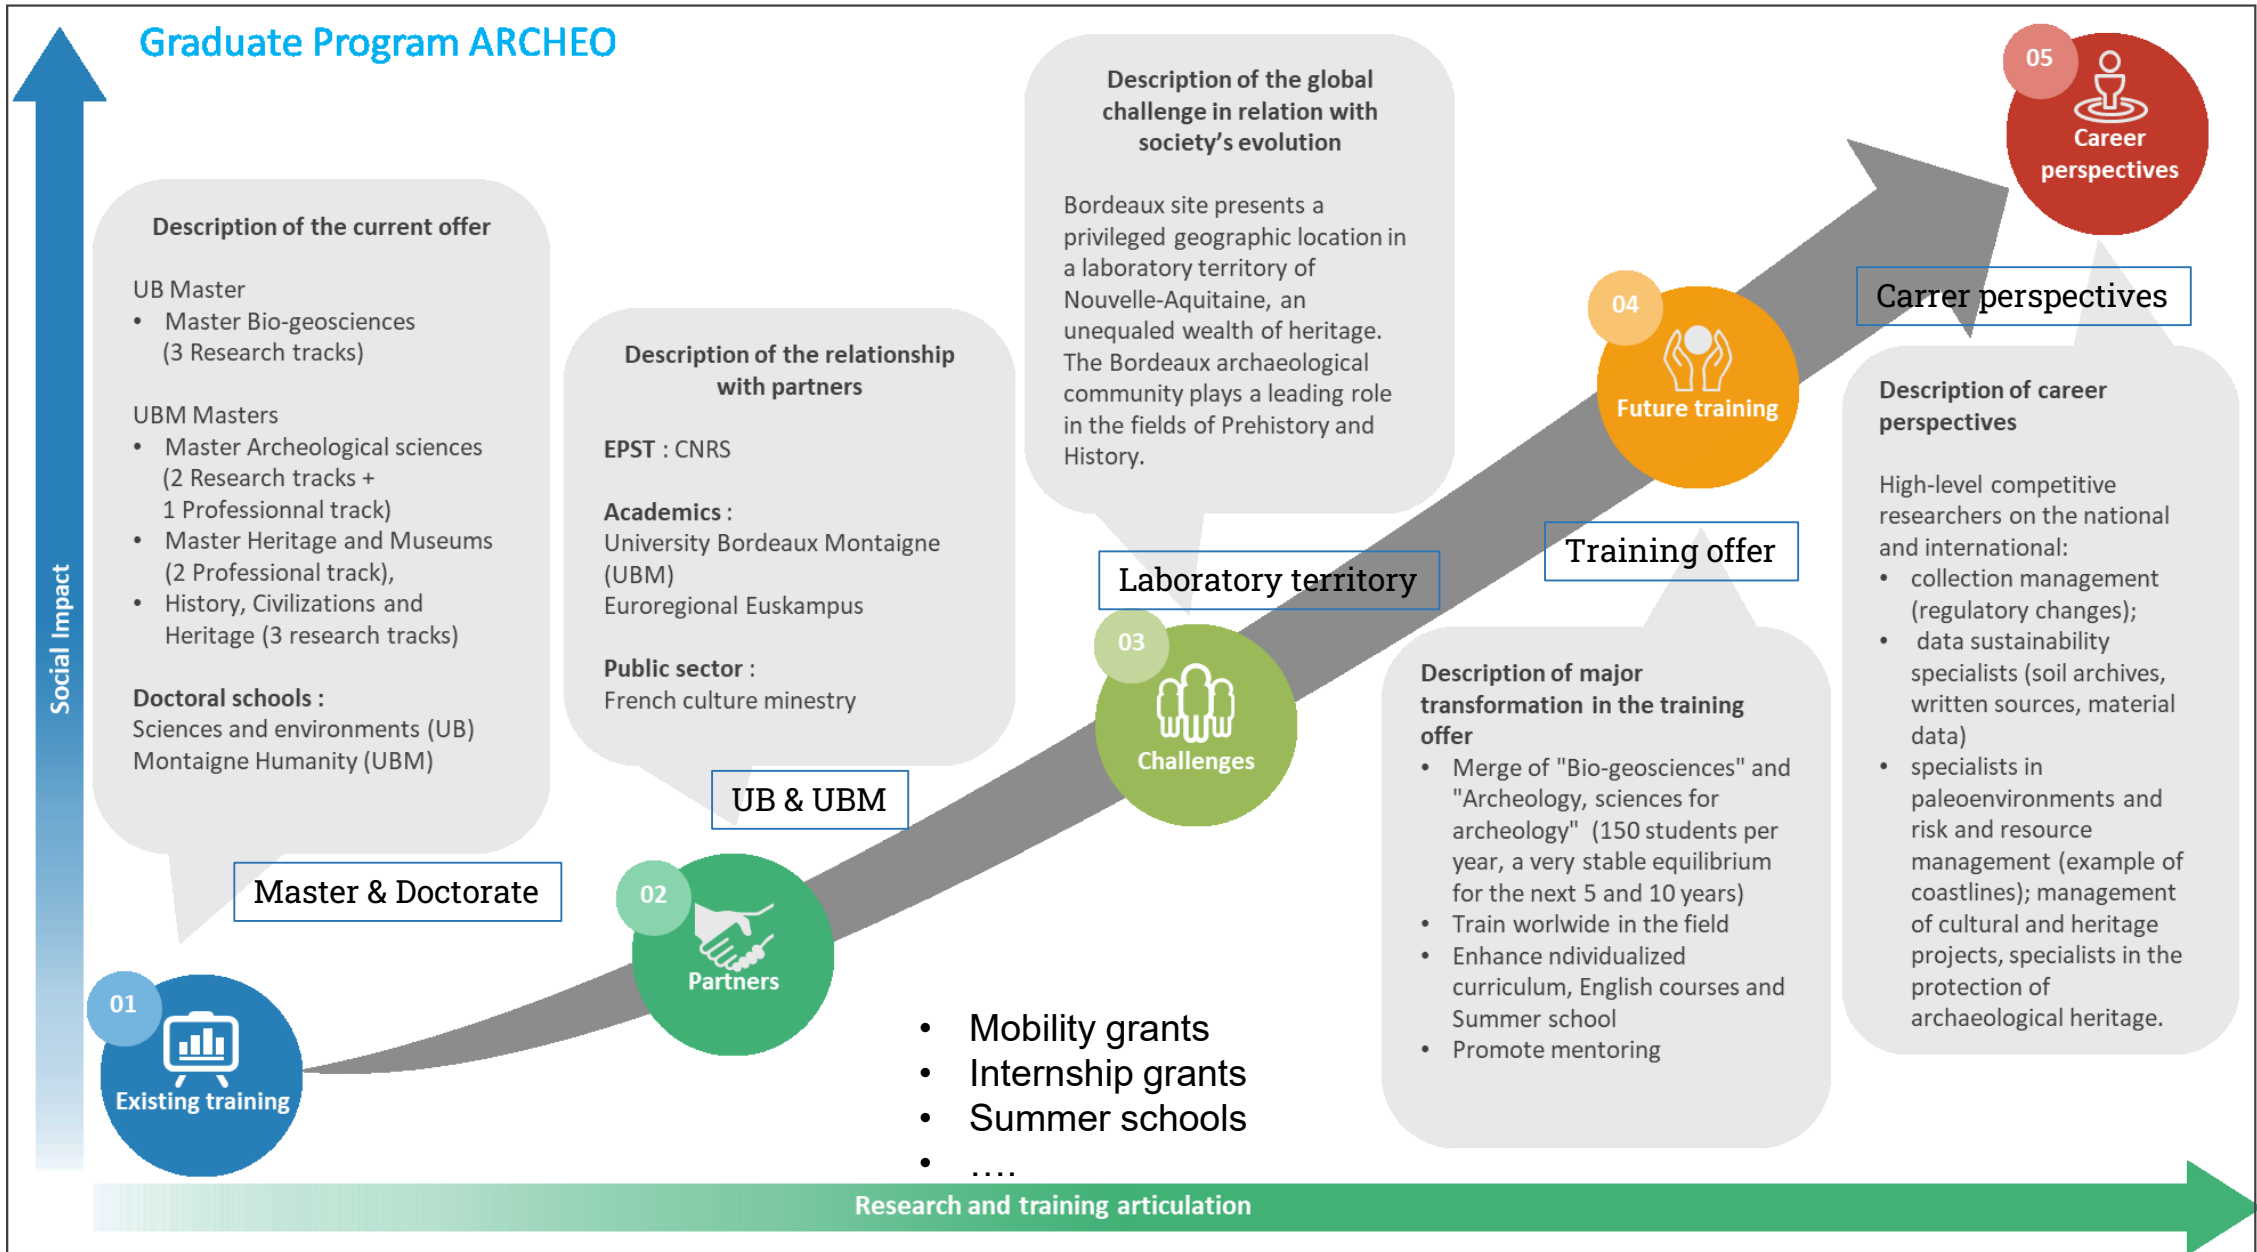 Graduate Program ARCHEO
Social Impact
Description of the current offer
UB Master
• Master Bio-geosciences
(3 Research tracks)
UBM Masters
• Master Archeological sciences
(2 Research tracks +
1 Professionnal track)
• Master Heritage and Museums
(2 Professional track),
• History, Civilizations and
Heritage (3 research tracks)
Doctoral schools :
Sciences and environments (UB)
Montaigne Humanity (UBM)
Master & Doctorate
01
Existing training
Description of the relationship
with partners
EPST : CNRS
Academics :
University Bordeaux Montaigne
(UBM)
Euroregional Euskampus
Public sector :
French culture minestry
UB & UBM
02
Partners
Description of the global
challenge in relation with
society's evolution
Bordeaux site presents a
privileged geographic location in
a laboratory territory of
Nouvelle-Aquitaine, an
unequaled wealth of heritage.
The Bordeaux archaeological
community plays a leading role
in the fields of Prehistory and
History.
Laboratory territory
03
Challenges
• Mobility grants
• Internship grants
• Summer schools
• ....
04
Future training
Training offer
Description of major
transformation in the training
offer
• Merge of "Bio-geosciences" and
"Archeology, sciences for
archeology" (150 students per
year, a very stable equilibrium
for the next 5 and 10 years)
• Train worlwide in the field
• Enhance ndividualized
curriculum, English courses and
Summer school
• Promote mentoring
05
Career
perspectives
Carrer perspectives
Description of career
perspectives
High-level competitive
researchers on the national
and international:
• collection management
(regulatory changes);
• data sustainability
specialists (soil archives,
written sources, material
data)
• specialists in
paleoenvironments and
risk and resource
management (example of
coastlines); management
of cultural and heritage
projects, specialists in the
protection of
archaeological heritage.
Research and training articulation